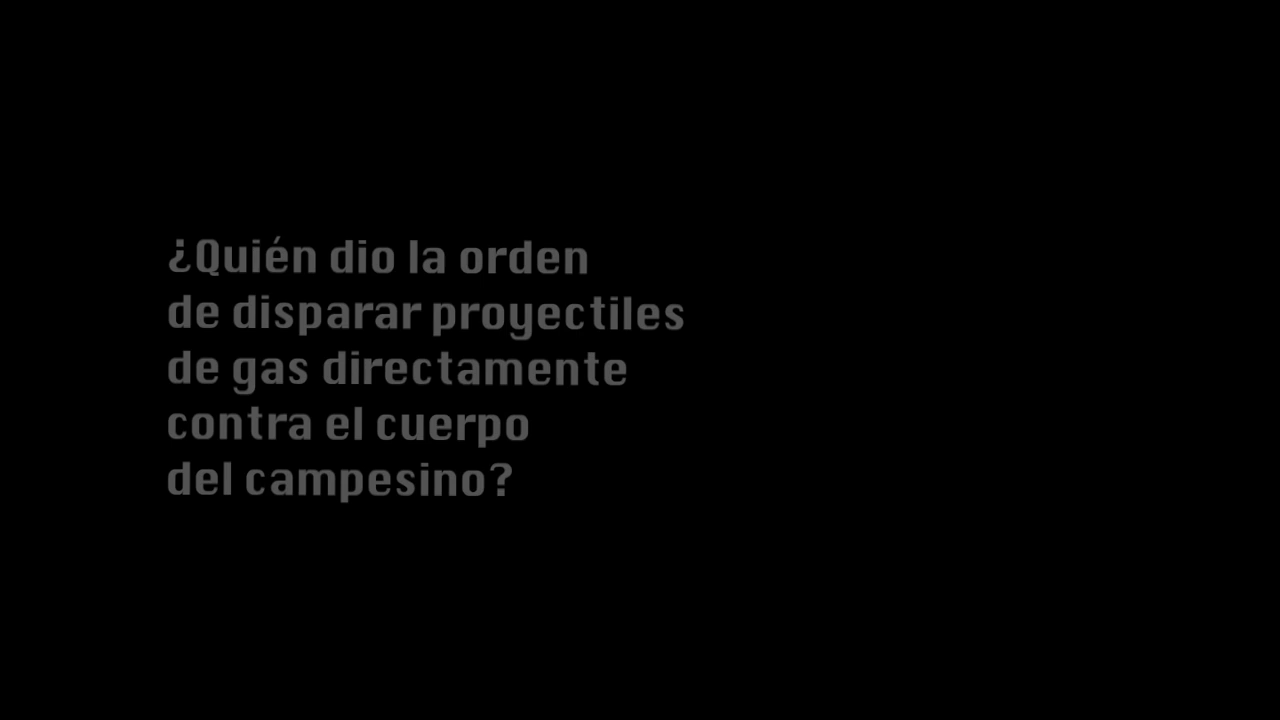 ¿Quién dio la orden
de disparar proyectiles
de gas directamente
contra el cuerpo
del campesino?